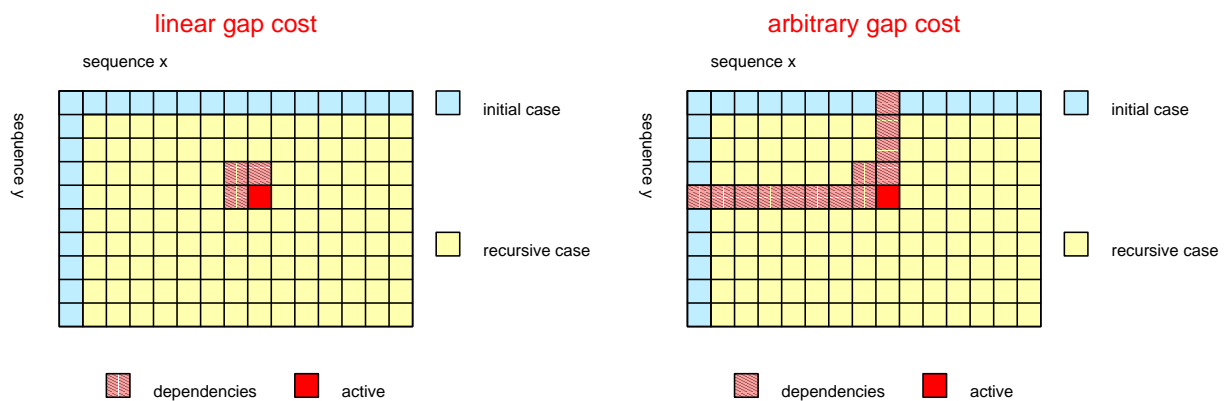 linear gap cost
sequence x
sequence y
initial case
recursive case
dependencies
active
arbitrary gap cost
sequence x
sequence y
initial case
recursive case
dependencies
active